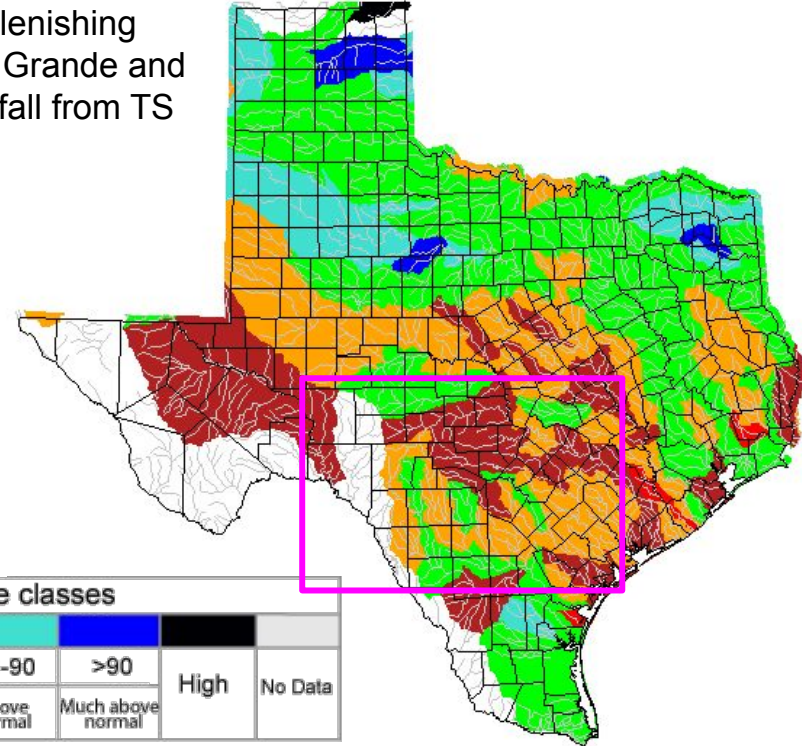 lenishing
Grande and
fall from TS
e classes
-90
>90
High
No Data
ove
rmal
Much above
normal